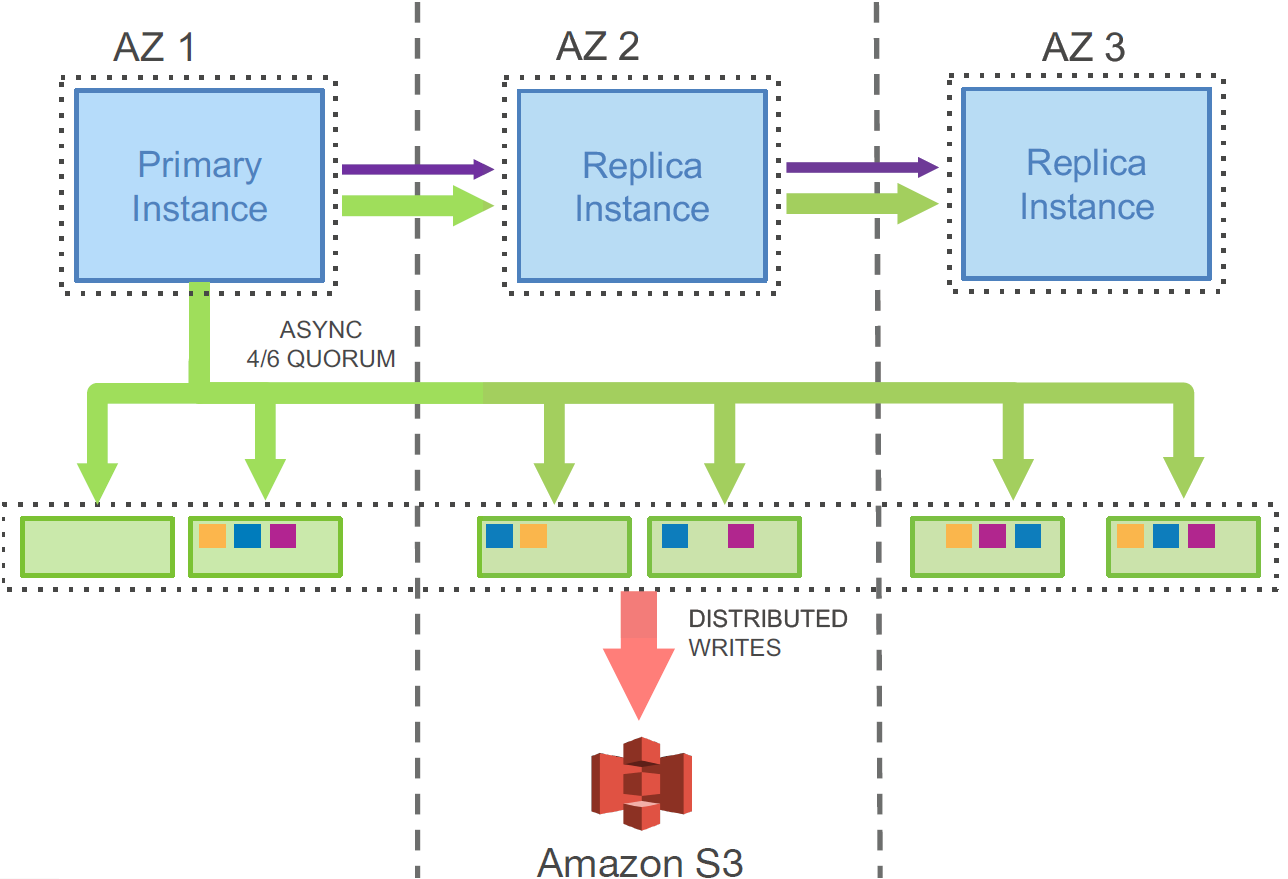 AZ 1
AZ 2
AZ 3
Primary
Instance
Replica
Instance
Replica
Instance
ASYNC
4/6 QUORUM
DISTRIBUTED
WRITES
Amazon S3